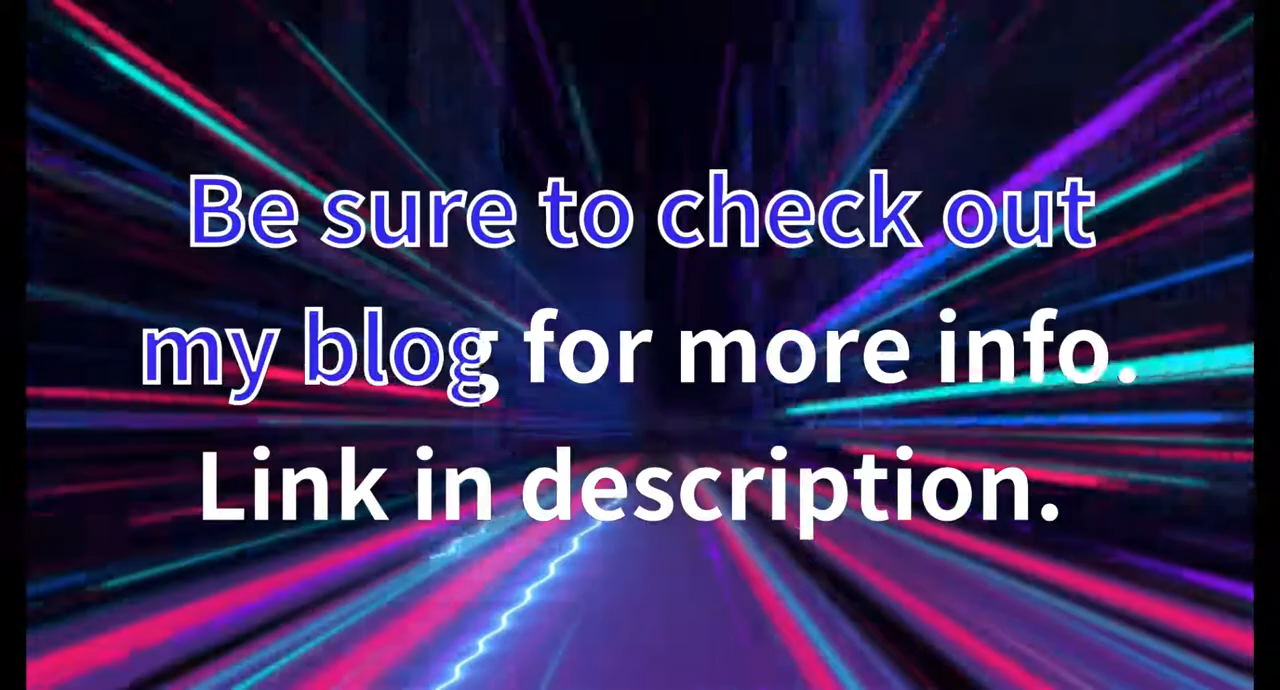 Be sure to check out
my blog for more info.
Link in description.